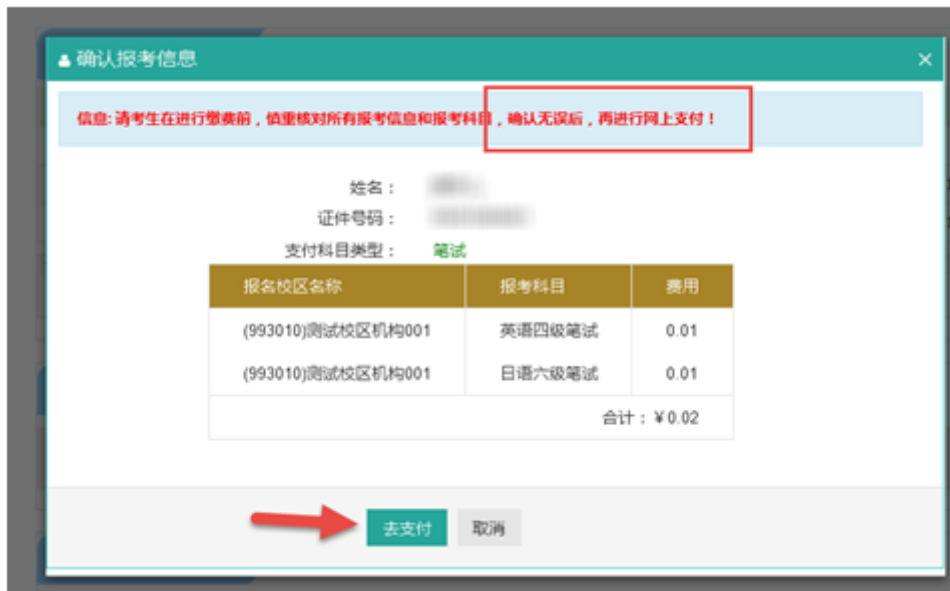 确认报考信息
信息: 请考生在进行缴费前，慎重核对所有报考信息和报考科目，确认无误后，再进行网上支付！
姓名：
证件号码：
支付科目类型： 笔试
报名校区名称 报考科目 费用
(993010)测试校区机构001 英语四级笔试 0.01
(993010)测试校区机构001 日语六级笔试 0.01
合计：￥0.02
去支付 取消